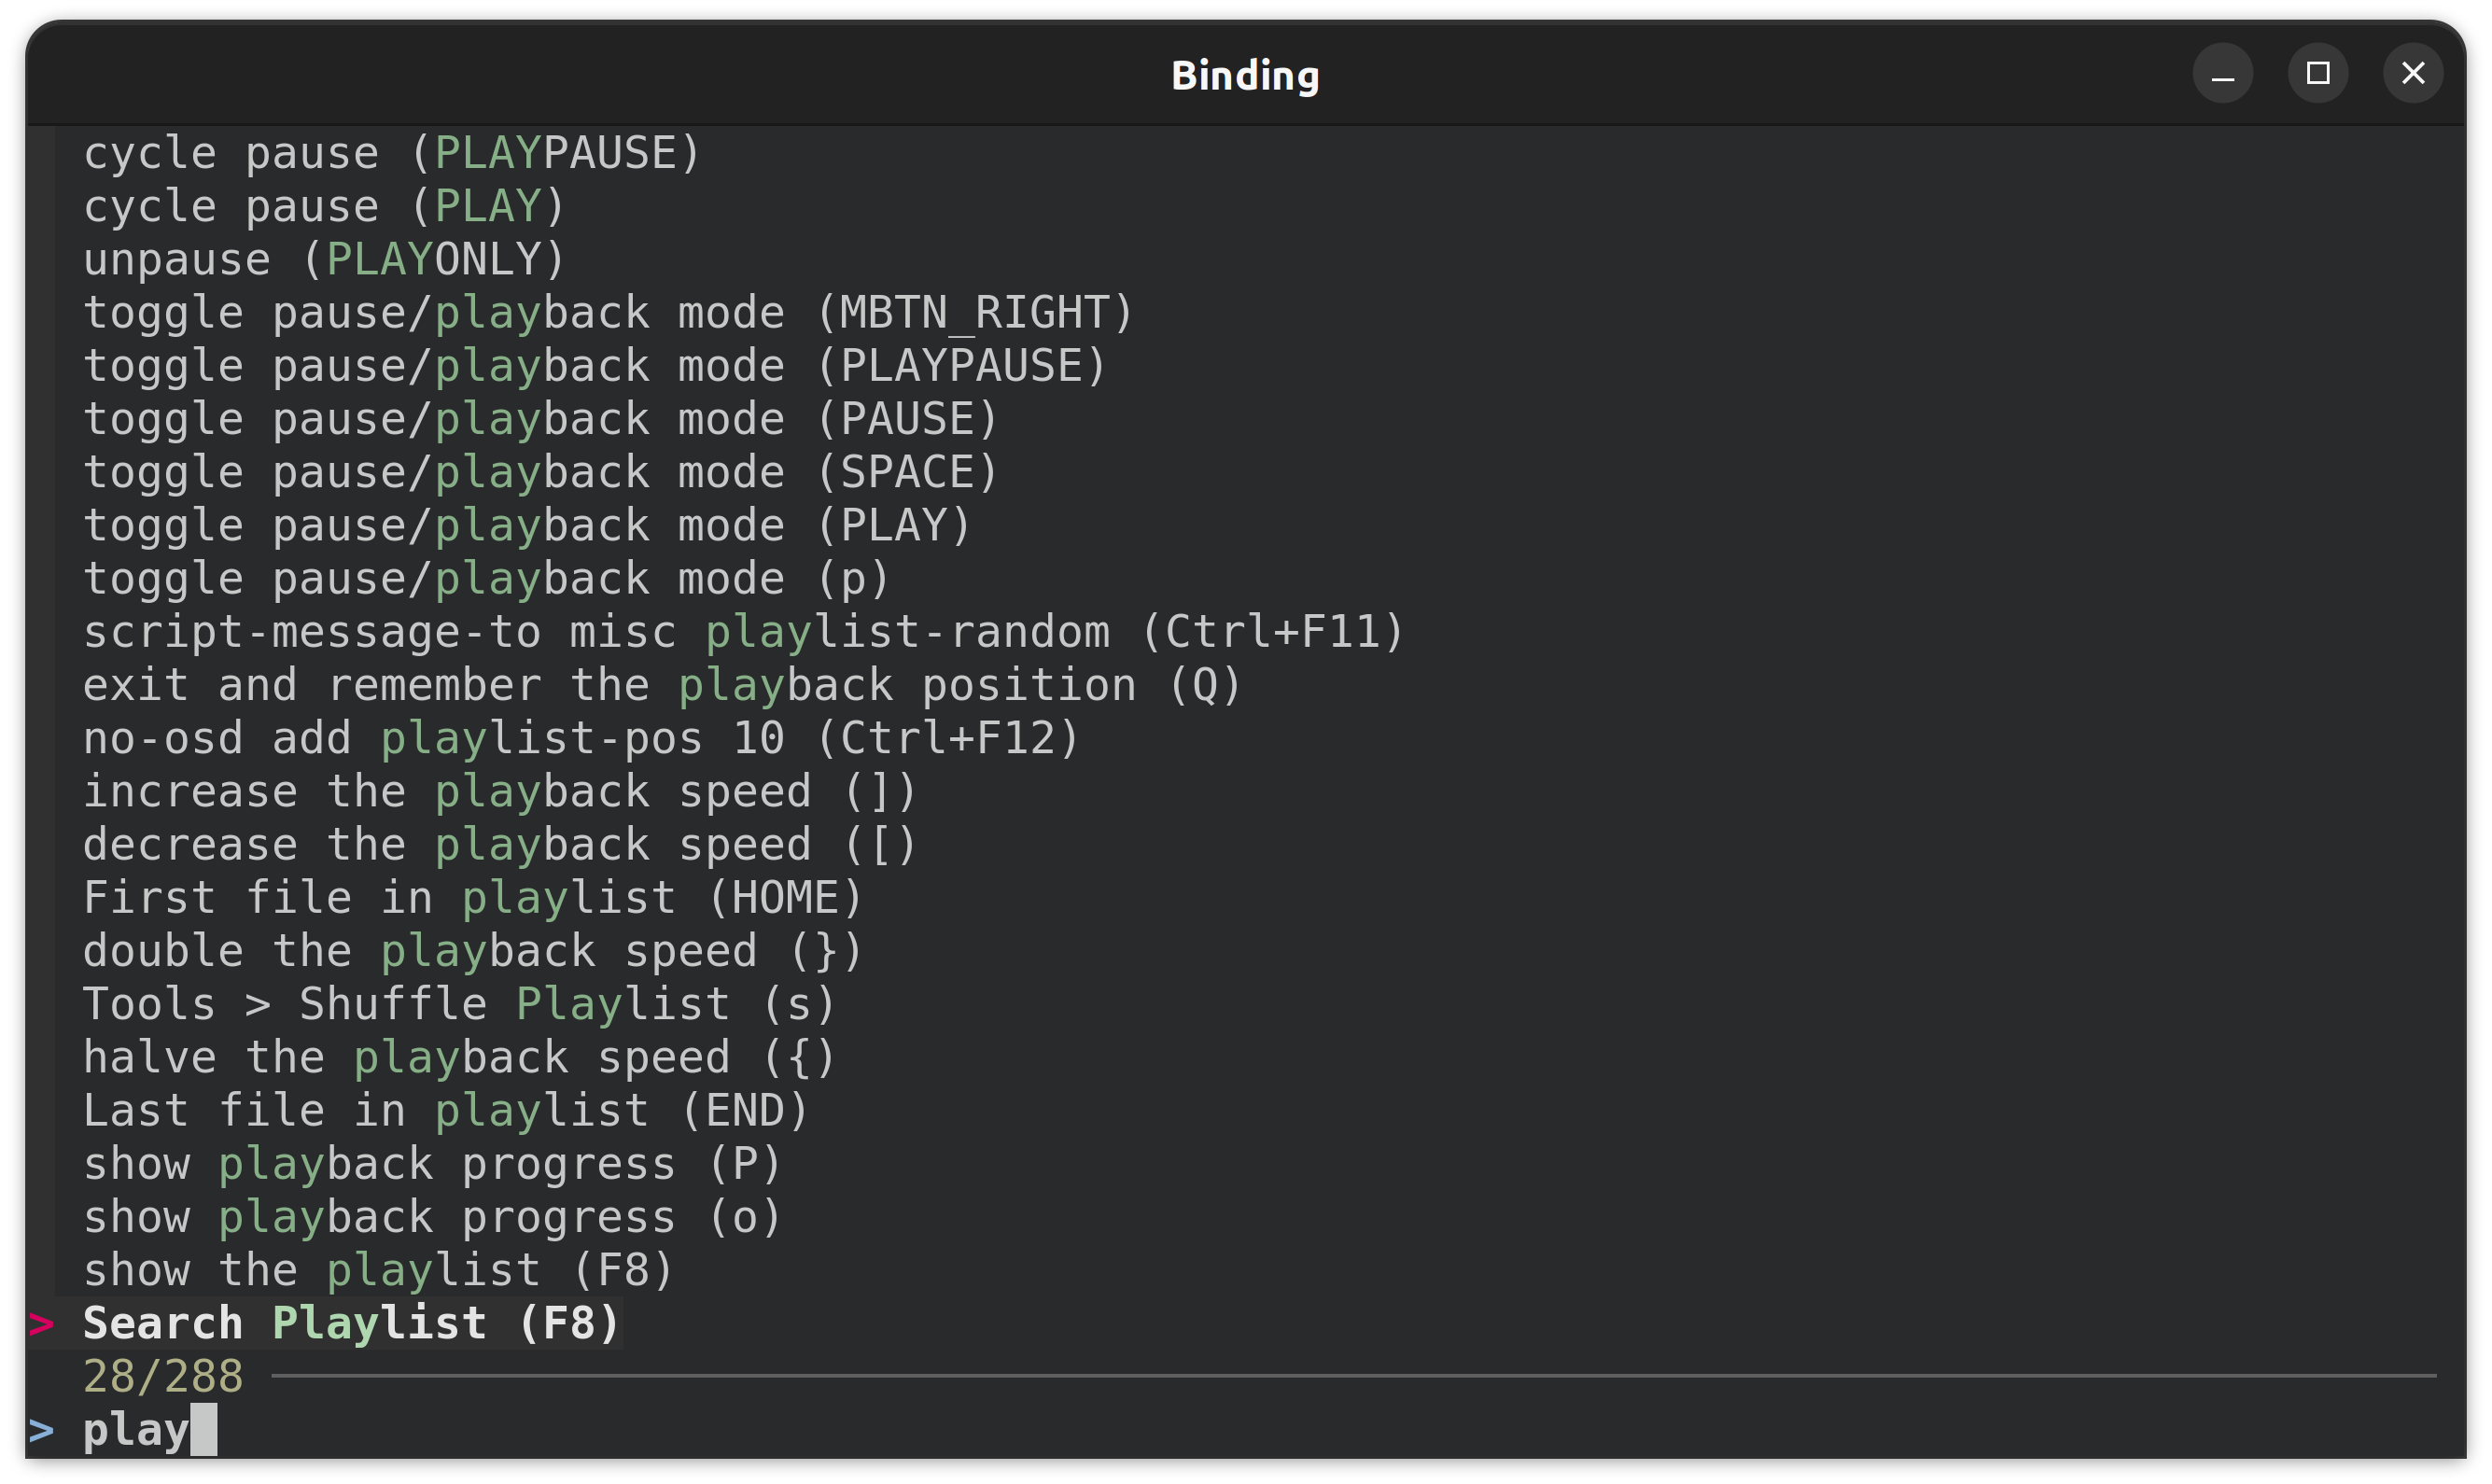 Binding
cycle pause (PLAYPAUSE)
cycle pause (PLAY)
unpause (PLAYONLY)
toggle pause/playback mode (MBTN_RIGHT)
toggle pause/playback mode (PLAYPAUSE)
toggle pause/playback mode (PAUSE)
toggle pause/playback mode (SPACE)
toggle pause/playback mode (PLAY)
toggle pause/playback mode (p)
script-message-to misc playlist-random (Ctrl+F11)
exit and remember the playback position (Q)
no-osd add playlist-pos 10 (Ctrl+F12)
increase the playback speed (])
decrease the playback speed ([)
First file in playlist (HOME)
double the playback speed (})
Tools > Shuffle Playlist (s)
halve the playback speed ({)
Last file in playlist (END)
show playback progress (P)
show playback progress (o)
show the playlist (F8)
> Search Playlist (F8)
28/288
> play